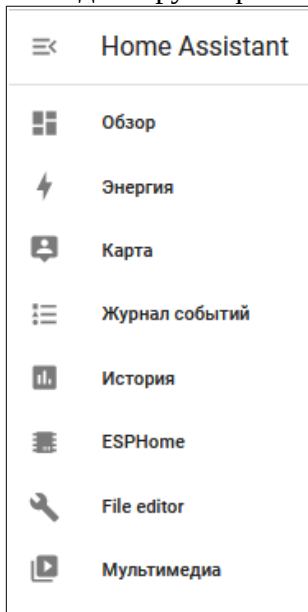 Home Assistant
Обзор
Энергия
Карта
Журнал событий
История
ESPHome
File editor
Мультимедиа